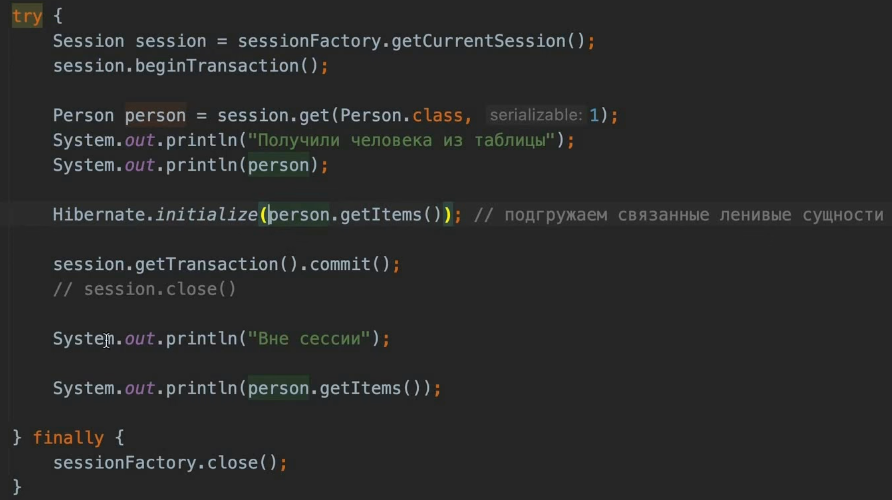 try {
Session session = sessionFactory.getCurrentSession();
session.beginTransaction();
Person person = session.get(Person.class, serializable: 1);
System.out.println("Получили человека из таблицы");
System.out.println(person);
Hibernate.initialize(person.getItems()); // подгружаем связанные ленивые сущности
session.getTransaction().commit();
// session.close()
System.out.println("Вне сессии");
System.out.println(person.getItems());
} finally {
sessionFactory.close();
}